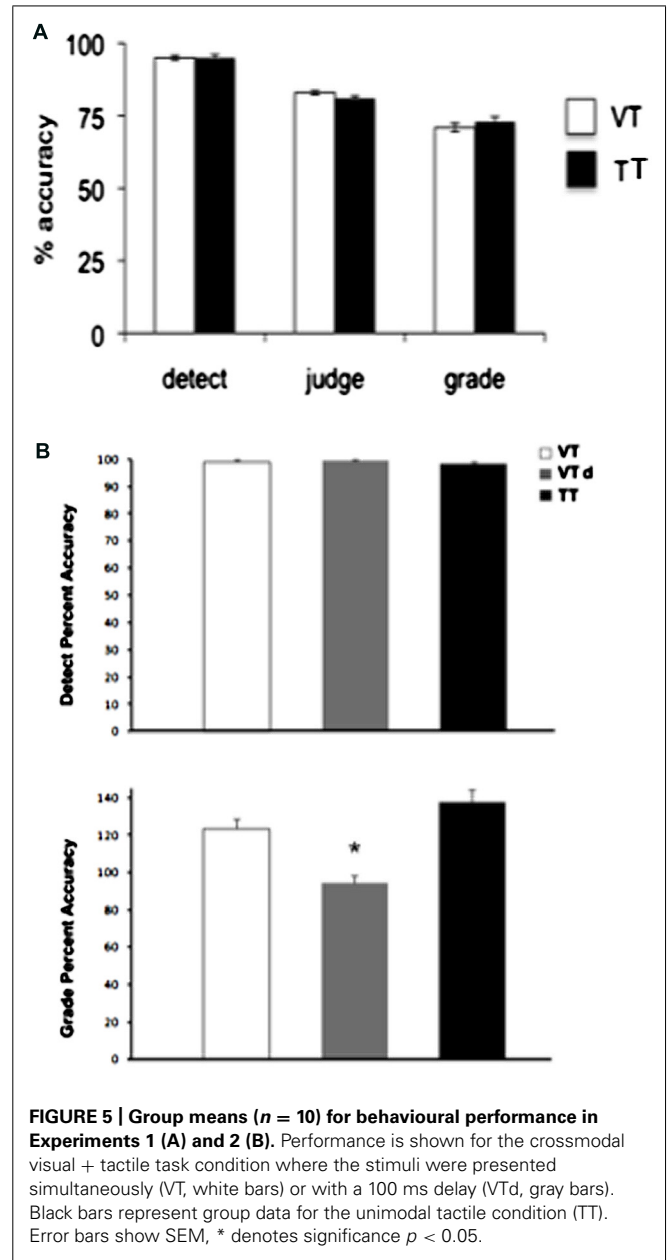 A
100
75
50
25
0
% accuracy
detect judge grade
VT
TT
B
100
90
80
70
60
50
40
30
20
10
0
Detect Percent Accuracy
VT
VT d
TT
140
120
100
80
60
40
20
0
Grade Percent Accuracy
*
FIGURE 5 | Group means (n = 10) for behavioural performance in
Experiments 1 (A) and 2 (B). Performance is shown for the crossmodal
visual + tactile task condition where the stimuli were presented
simultaneously (VT, white bars) or with a 100 ms delay (VTd, gray bars).
Black bars represent group data for the unimodal tactile condition (TT).
Error bars show SEM, * denotes significance p < 0.05.